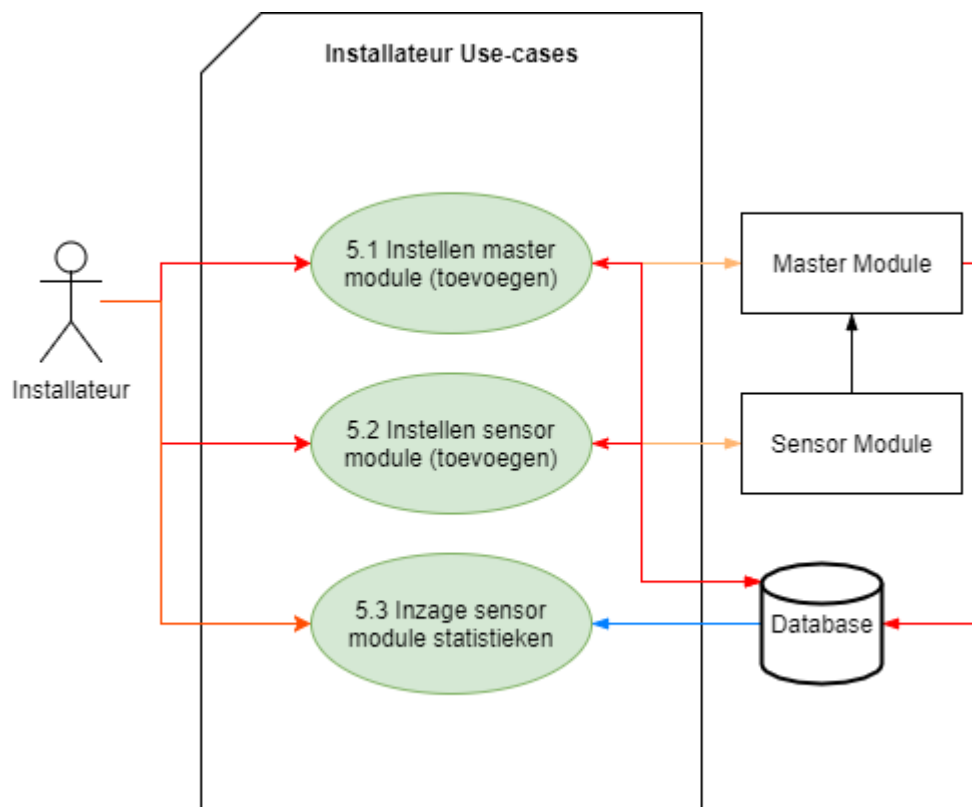 Installateur Use-cases
5.1 Instellen master
module (toevoegen)
Master Module
Installateur
5.2 Instellen sensor
module (toevoegen)
Sensor Module
5.3 Inzage sensor
module statistieken
Database